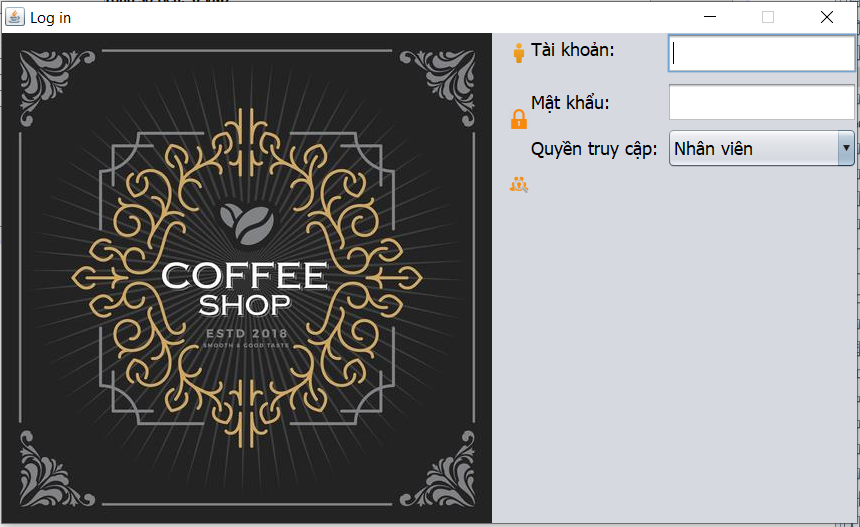 Log in
Tài khoản:
Mật khẩu:
Quyền truy cập:
Nhân viên
COFFEE
SHOP
ESTD 2018
SMOOTH & GOOD TASTE